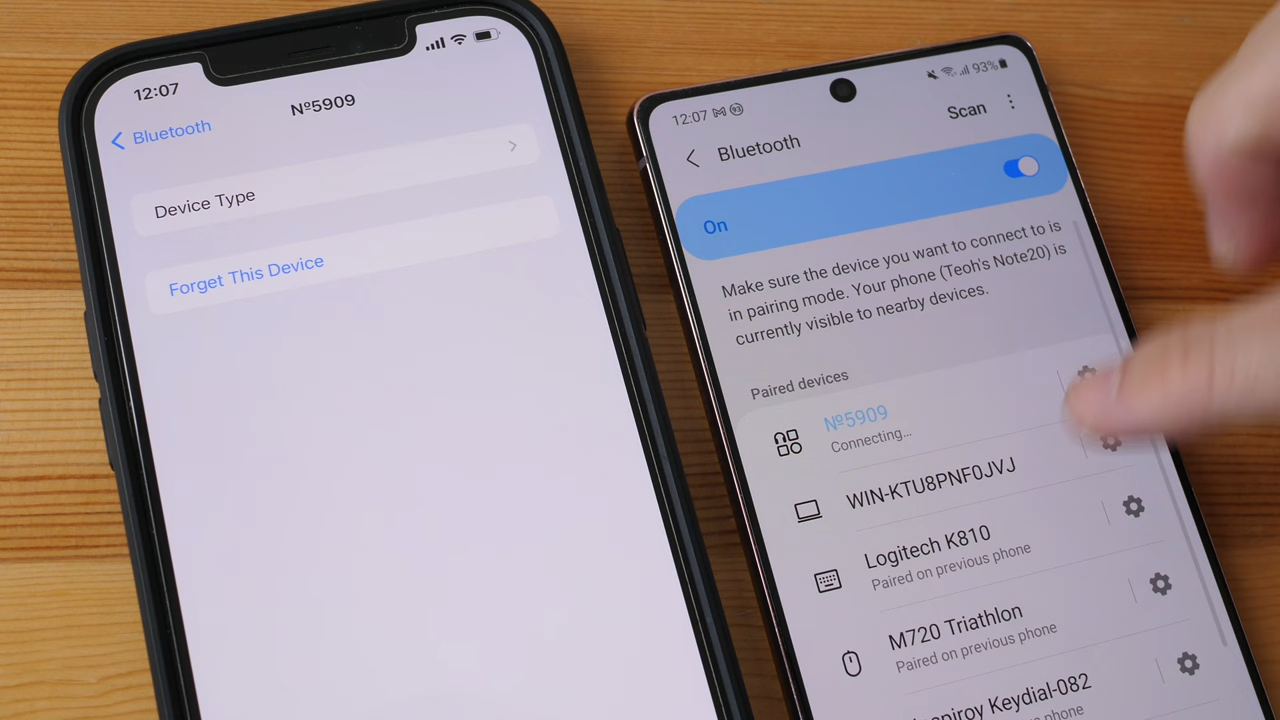 12:07
Nº5909
Bluetooth
Device Type
Forget This Device
12:07
93%
Scan
Bluetooth
On
Make sure the device you want to connect to is
in pairing mode. Your phone (Teoh's Note20) is
currently visible to nearby devices.
Paired devices
Nº5909
Connecting...
WIN-KTU8PNF0JVJ
Logitech K810
Paired on previous phone
M720 Triathlon
Paired on previous phone
Keydial-082
phone